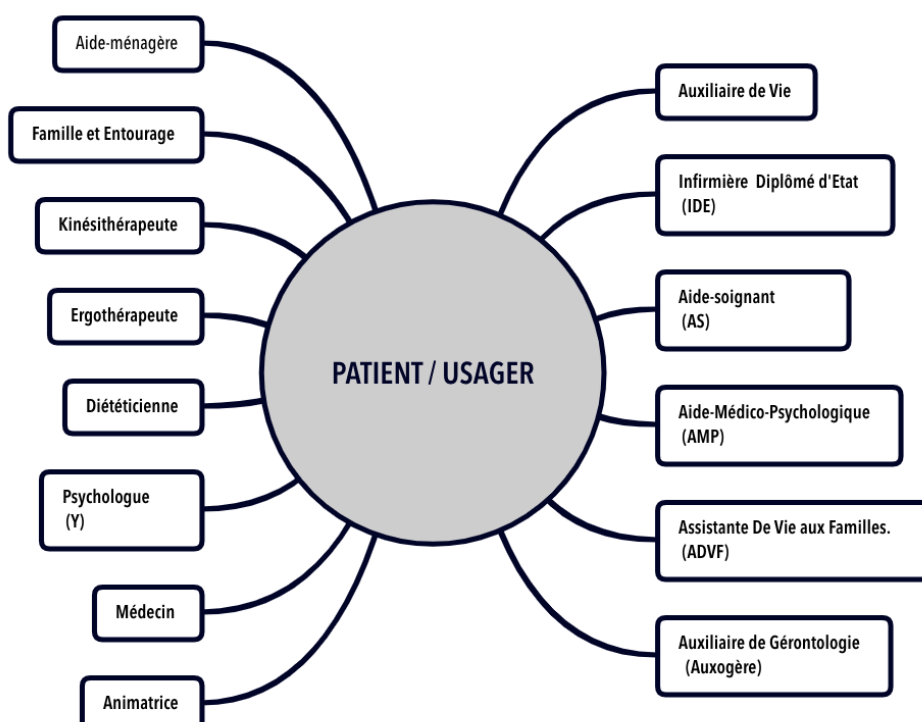 Aide-ménagère
Famille et Entourage
Kinésithérapeute
Ergothérapeute
Diététicienne
Psychologue
(Y)
Médecin
Animatrice
PATIENT / USAGER
Auxiliaire de Vie
Infirmière Diplômé d'Etat
(IDE)
Aide-soignant
(AS)
Aide-Médico-Psychologique
(AMP)
Assistante De Vie aux Familles.
(ADVF)
Auxiliaire de Gérontologie
(Auxogère)